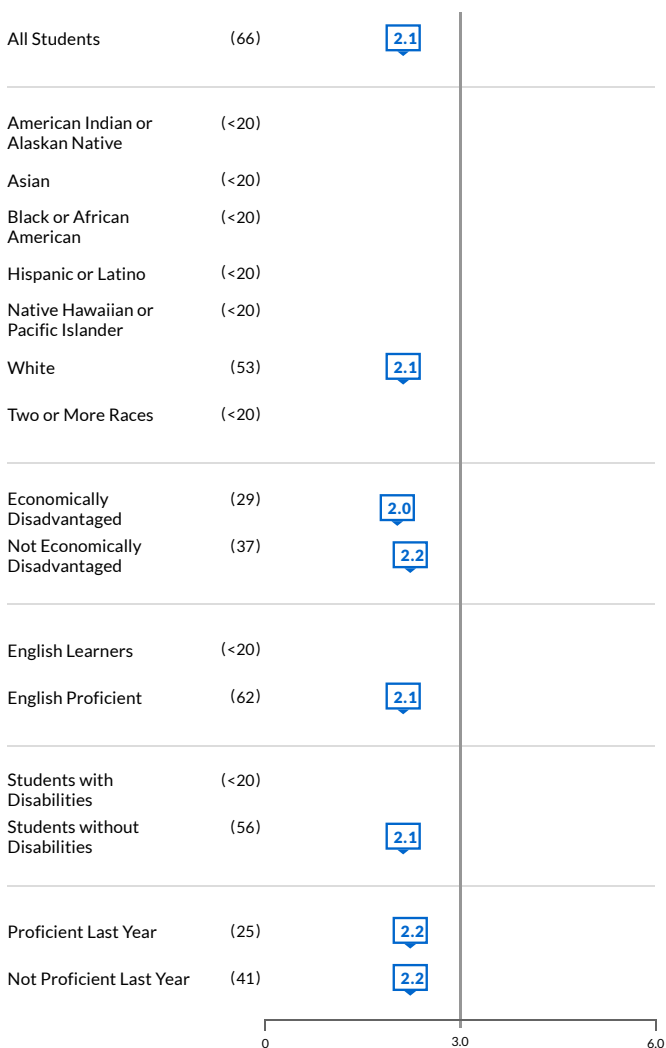 All Students (66) 2.1
American Indian or
Alaskan Native (<20)
Asian (<20)
Black or African
American (<20)
Hispanic or Latino (<20)
Native Hawaiian or
Pacific Islander (<20)
White (53) 2.1
Two or More Races (<20)
Economically
Disadvantaged (29) 2.0
Not Economically
Disadvantaged (37) 2.2
English Learners (<20)
English Proficient (62) 2.1
Students with
Disabilities (<20)
Students without
Disabilities (56) 2.1
Proficient Last Year (25) 2.2
Not Proficient Last Year (41) 2.2
0 3.0 6.0